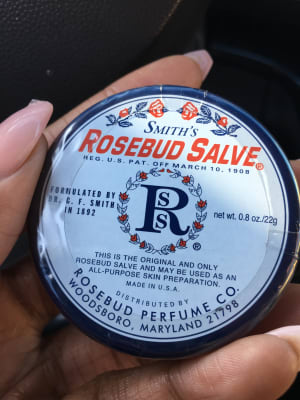 SMITH'S
ROSEBUD SALVE®
REG. U.S. PAT. OFF MARCH 10, 1908
FORMULATED BY
DR. G. F. SMITH
IN 1892
RSS
®
net wt. 0.8 oz./22g
THIS IS THE ORIGINAL AND ONLY
ROSEBUD SALVE AND MAY BE USED AS AN
ALL-PURPOSE SKIN PREPARATION.
MADE IN U.S.A.
DISTRIBUTED BY
ROSEBUD PERFUME CO.
WOODSBORO, MARYLAND 21798